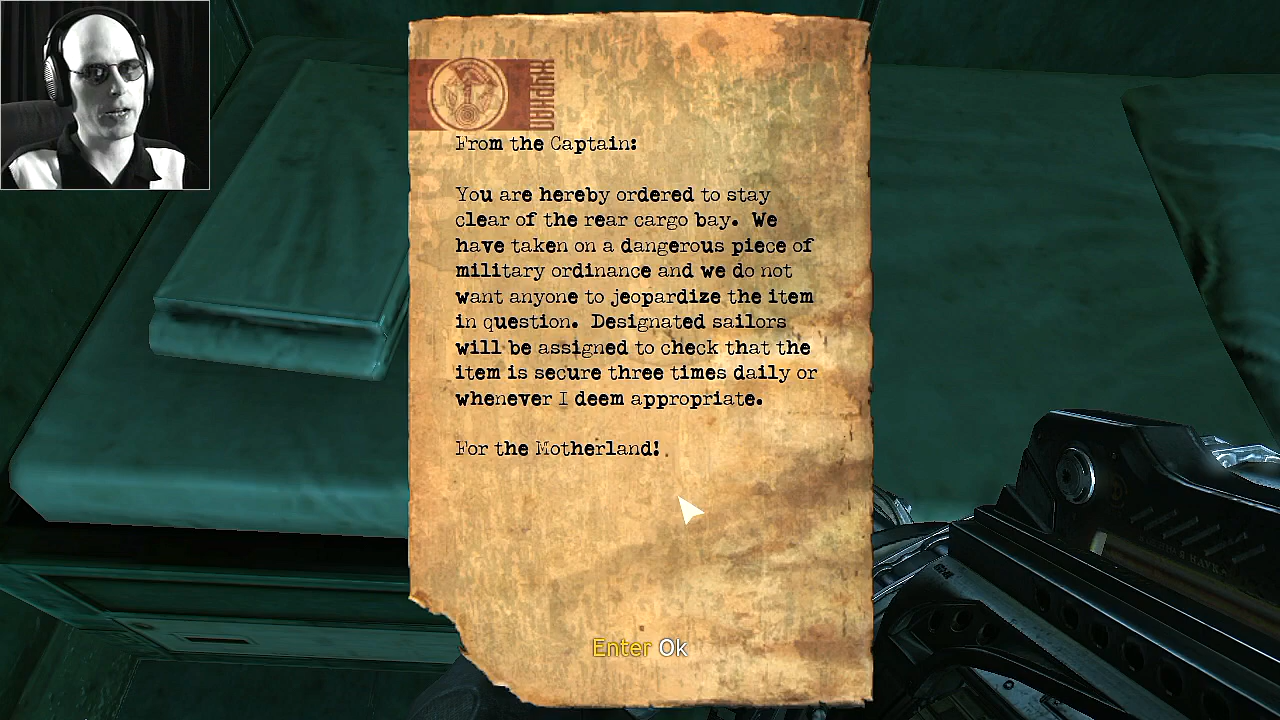 ЖУРНАЛ
From the Captain:
You are hereby ordered to stay
clear of the rear cargo bay. We
have taken on a dangerous piece of
military ordinance and we do not
want anyone to jeopardize the item
in question. Designated sailors
will be assigned to check that the
item is secure three times daily or
whenever I deem appropriate.
For the Motherland!
Enter Ok